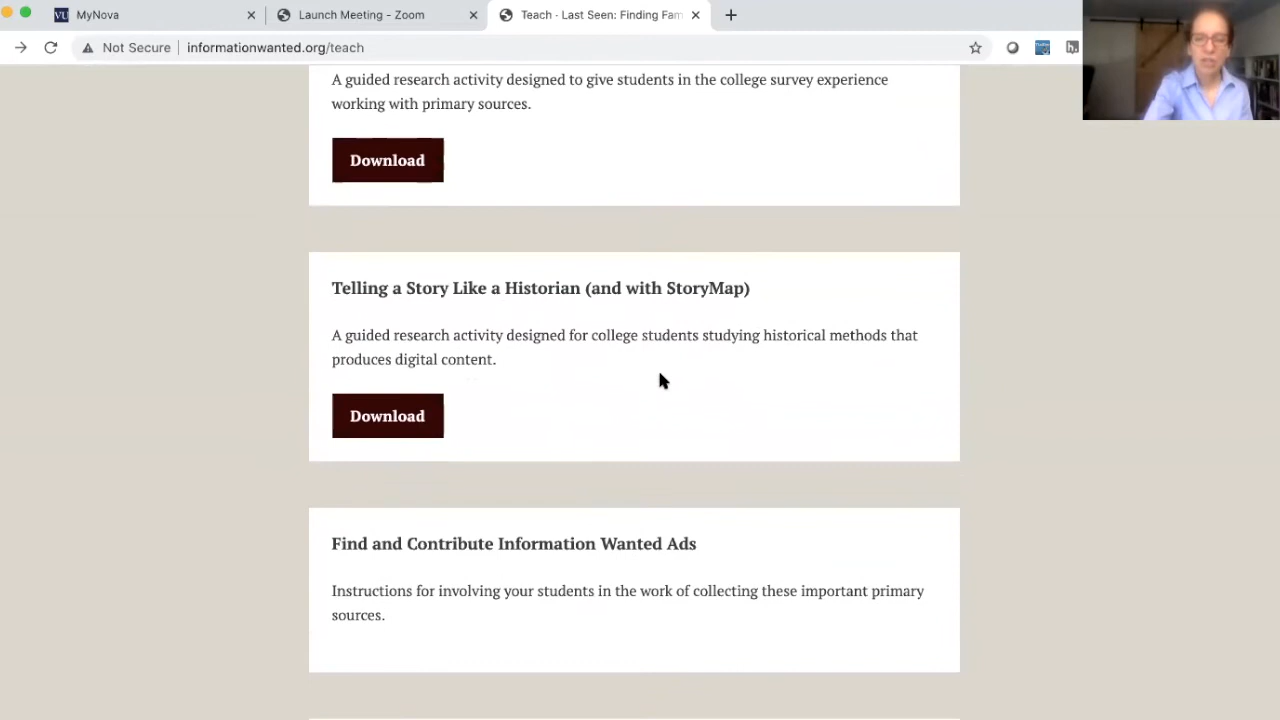 MyNova
Launch Meeting - Zoom
Teach · Last Seen: Finding Fam
Not Secure
informationwanted.org/teach
A guided research activity designed to give students in the college survey experience
working with primary sources.
Download
Telling a Story Like a Historian (and with StoryMap)
A guided research activity designed for college students studying historical methods that
produces digital content.
Download
Find and Contribute Information Wanted Ads
Instructions for involving your students in the work of collecting these important primary
sources.